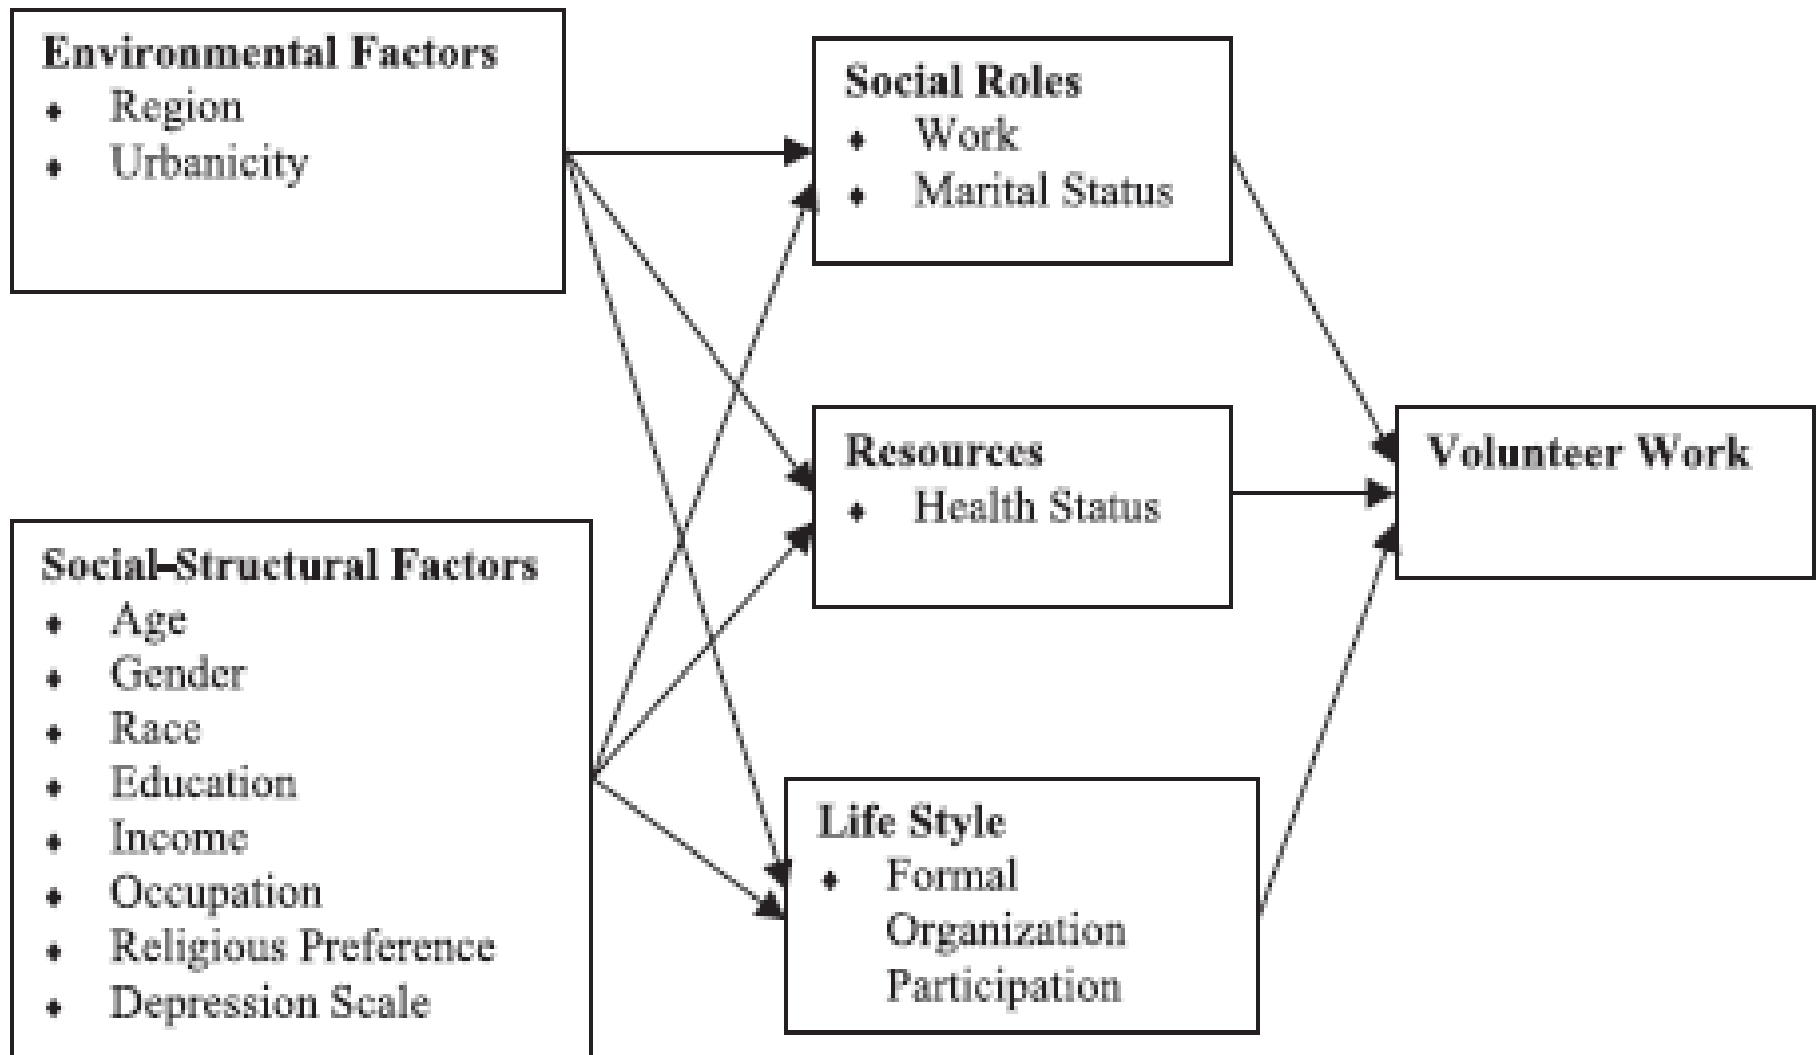 Environmental Factors
♦ Region
♦ Urbanicity
Social-Structural Factors
♦ Age
♦ Gender
♦ Race
♦ Education
♦ Income
♦ Occupation
♦ Religious Preference
♦ Depression Scale
Social Roles
♦ Work
♦ Marital Status
Resources
♦ Health Status
Life Style
♦ Formal
Organization
Participation
Volunteer Work